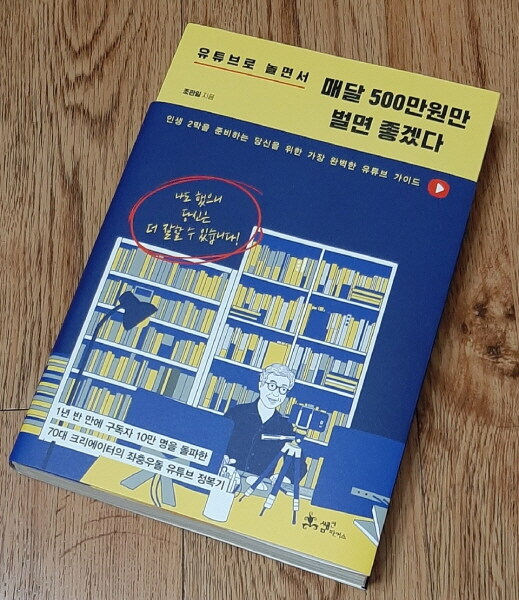 유튜브로 놀면서
매달 500만원만
벌면 좋겠다
조관일 지음
인생 2막을 준비하는 당신을 위한 가장 완벽한 유튜브 가이드
나도 했으니
당신은
더 잘할 수 있습니다!
1년 반 만에 구독자 10만 명을 돌파한
70대 크리에이터의 좌충우돌 유튜브 정복기
샘앤
파커스